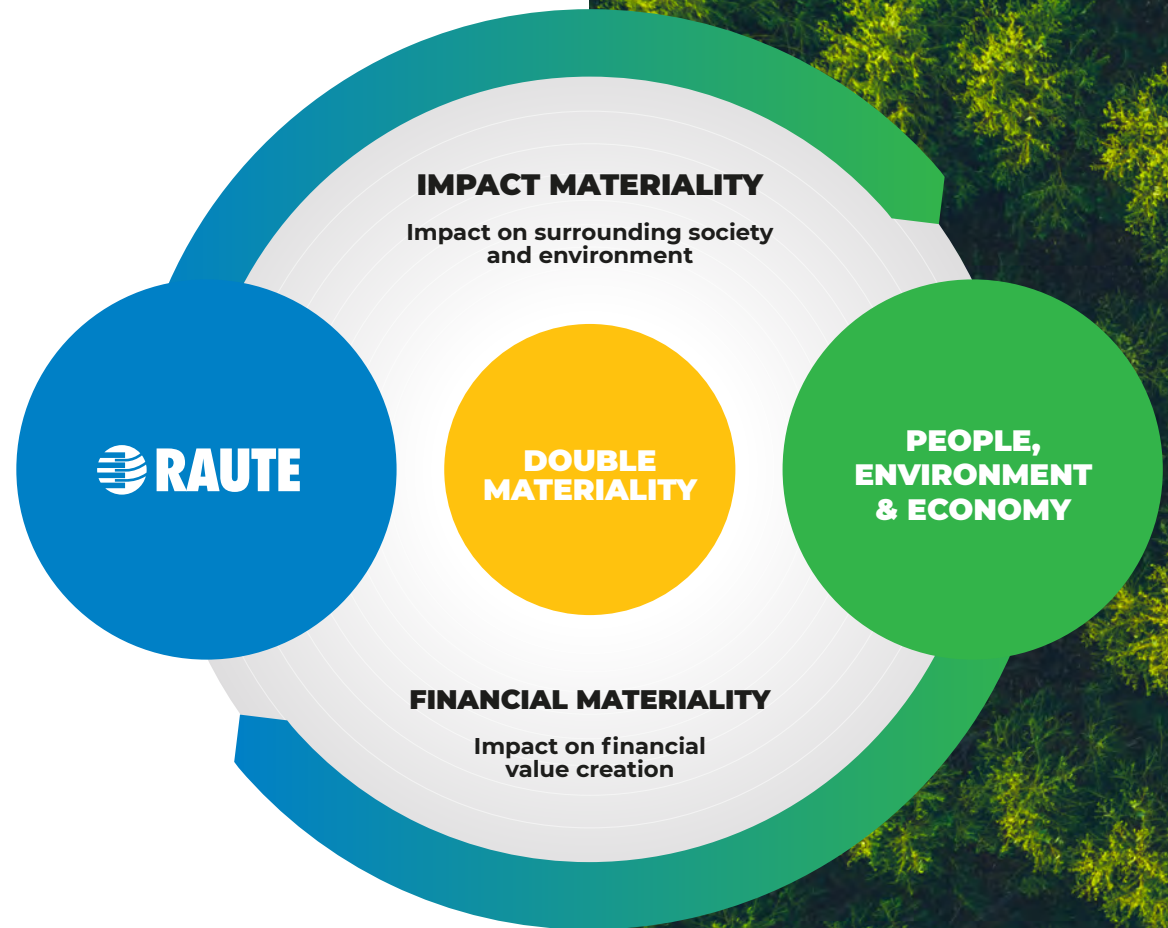 IMPACT MATERIALITY
Impact on surrounding society
and environment
RAUTE
DOUBLE
MATERIALITY
PEOPLE,
ENVIRONMENT
& ECONOMY
FINANCIAL MATERIALITY
Impact on financial
value creation